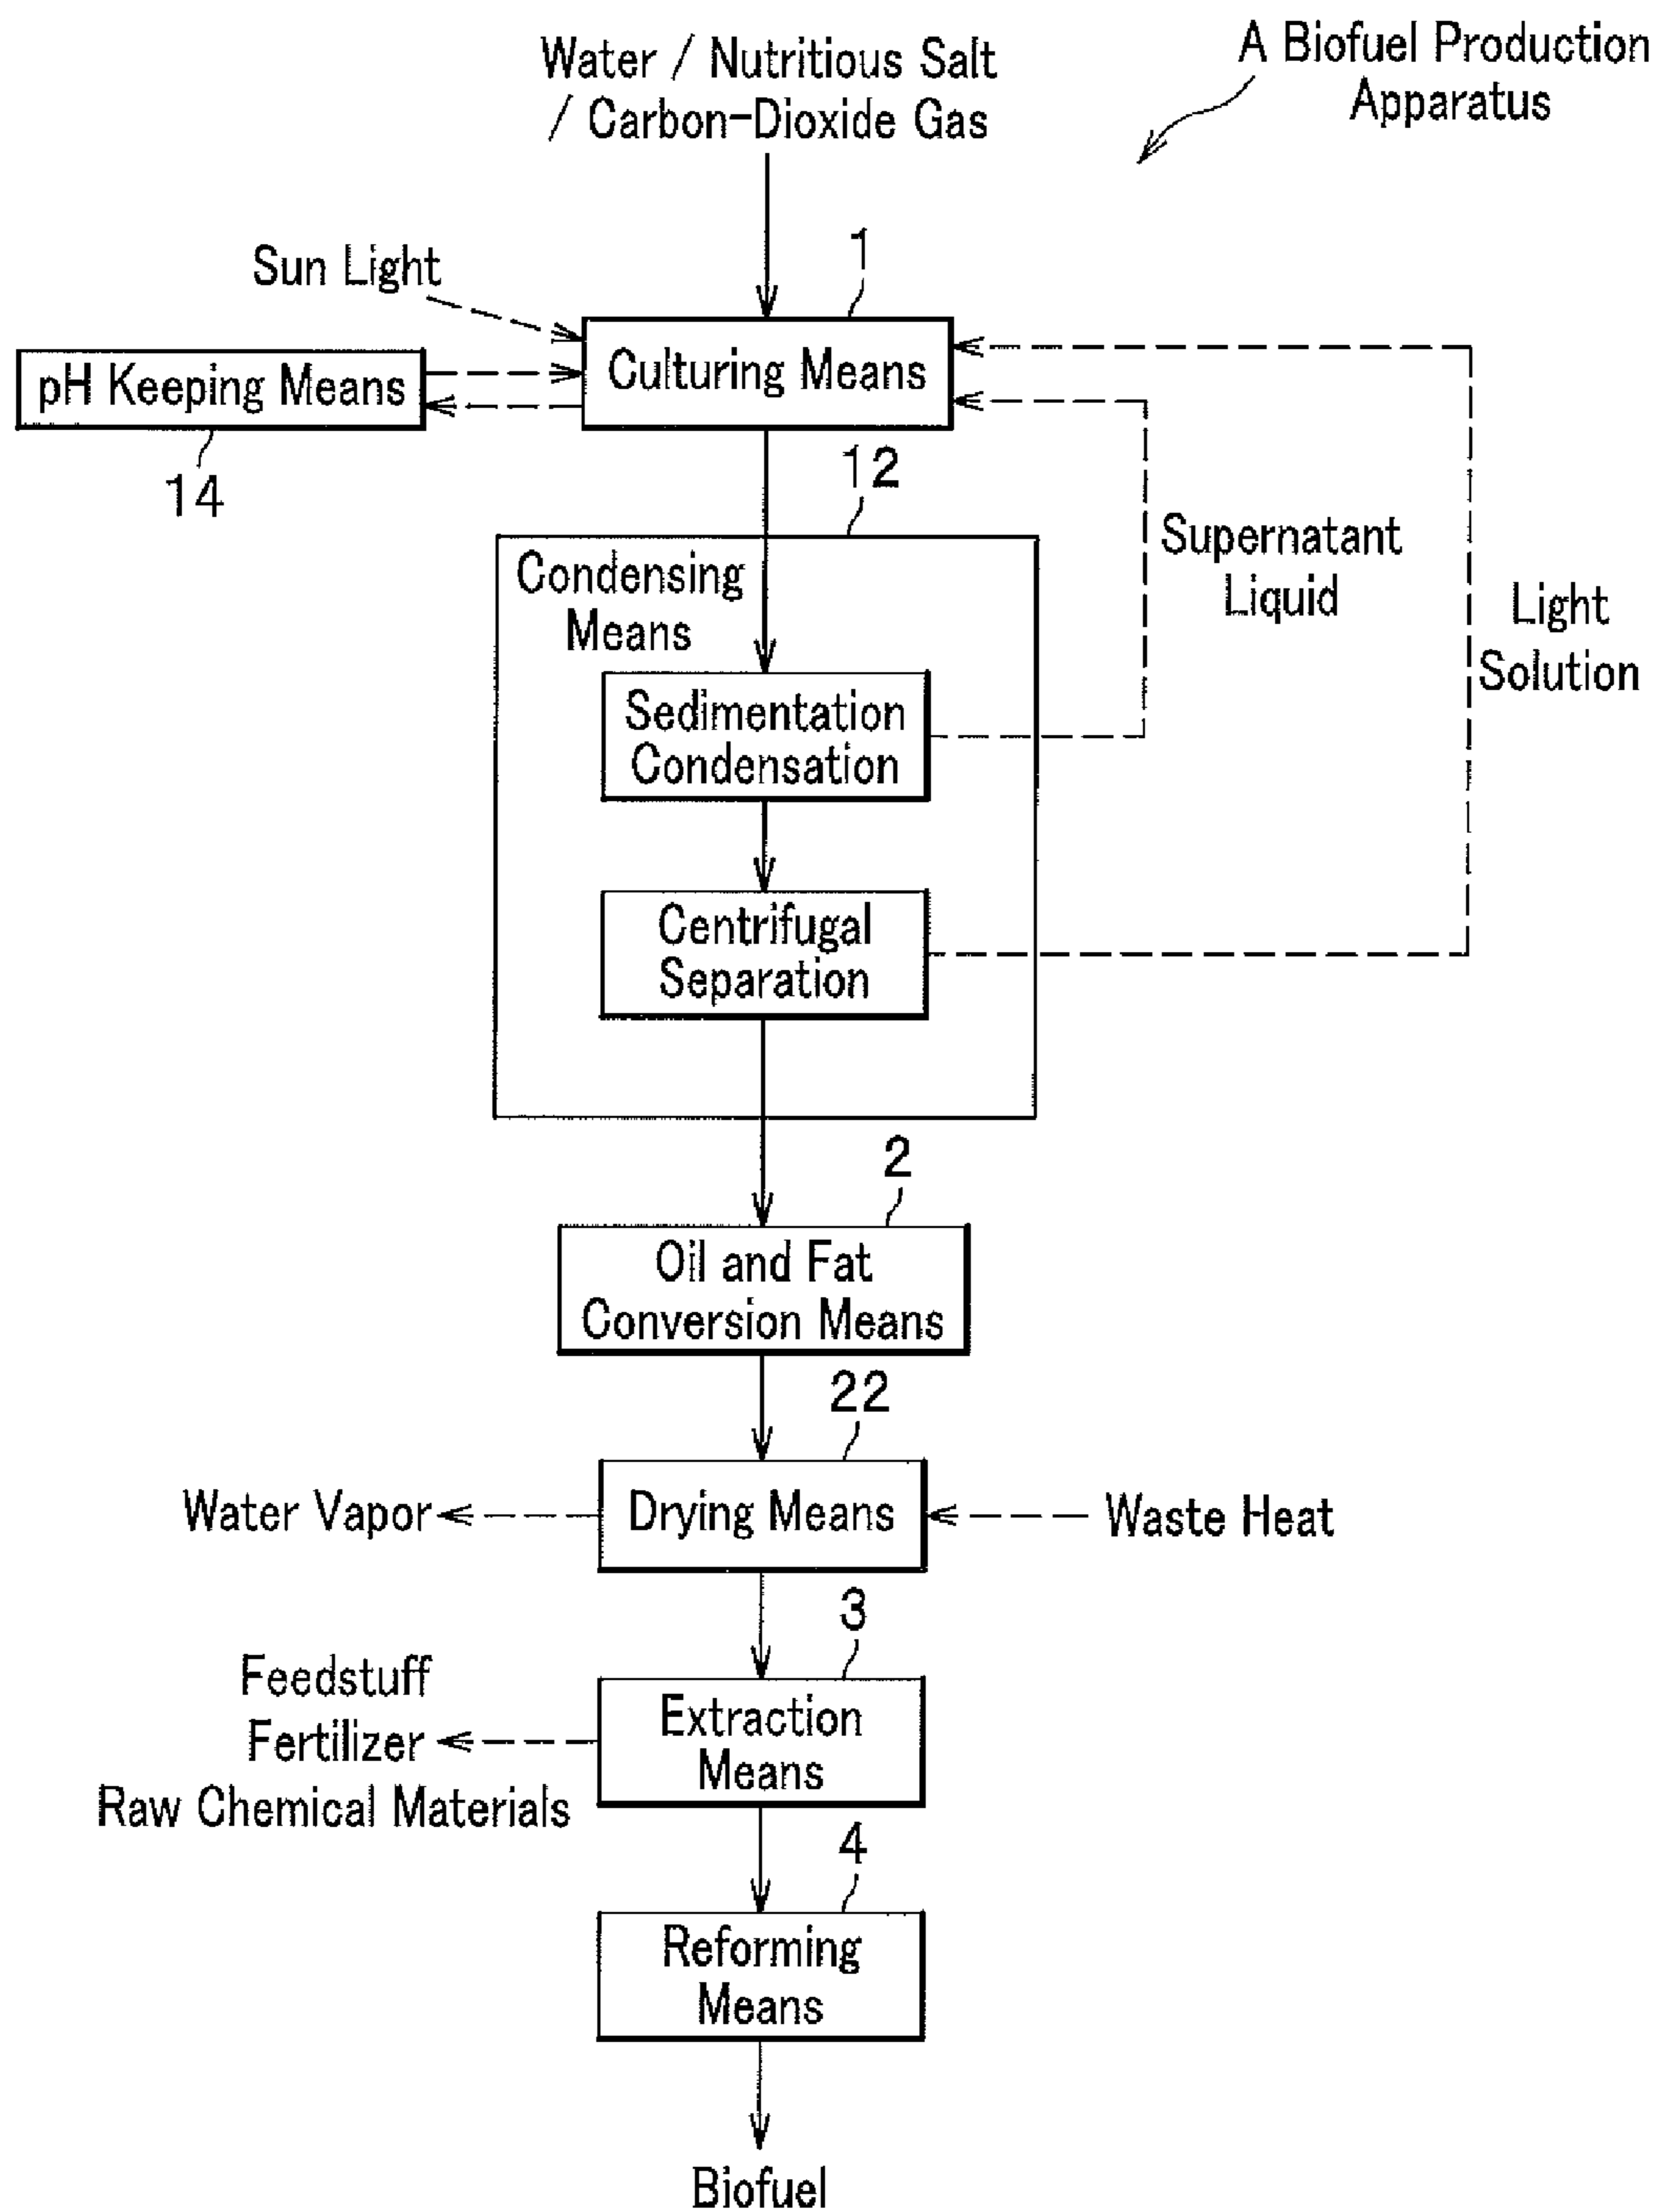 Water / Nutritious Salt
/ Carbon-Dioxide Gas
A Biofuel Production
Apparatus
Sun Light
1
Culturing Means
pH Keeping Means
14
12
Condensing
Means
Supernatant
Liquid
Light
Solution
Sedimentation
Condensation
Centrifugal
Separation
2
Oil and Fat
Conversion Means
22
Water Vapor
Drying Means
Waste Heat
3
Feedstuff
Fertilizer
Raw Chemical Materials
Extraction
Means
4
Reforming
Means
Biofuel